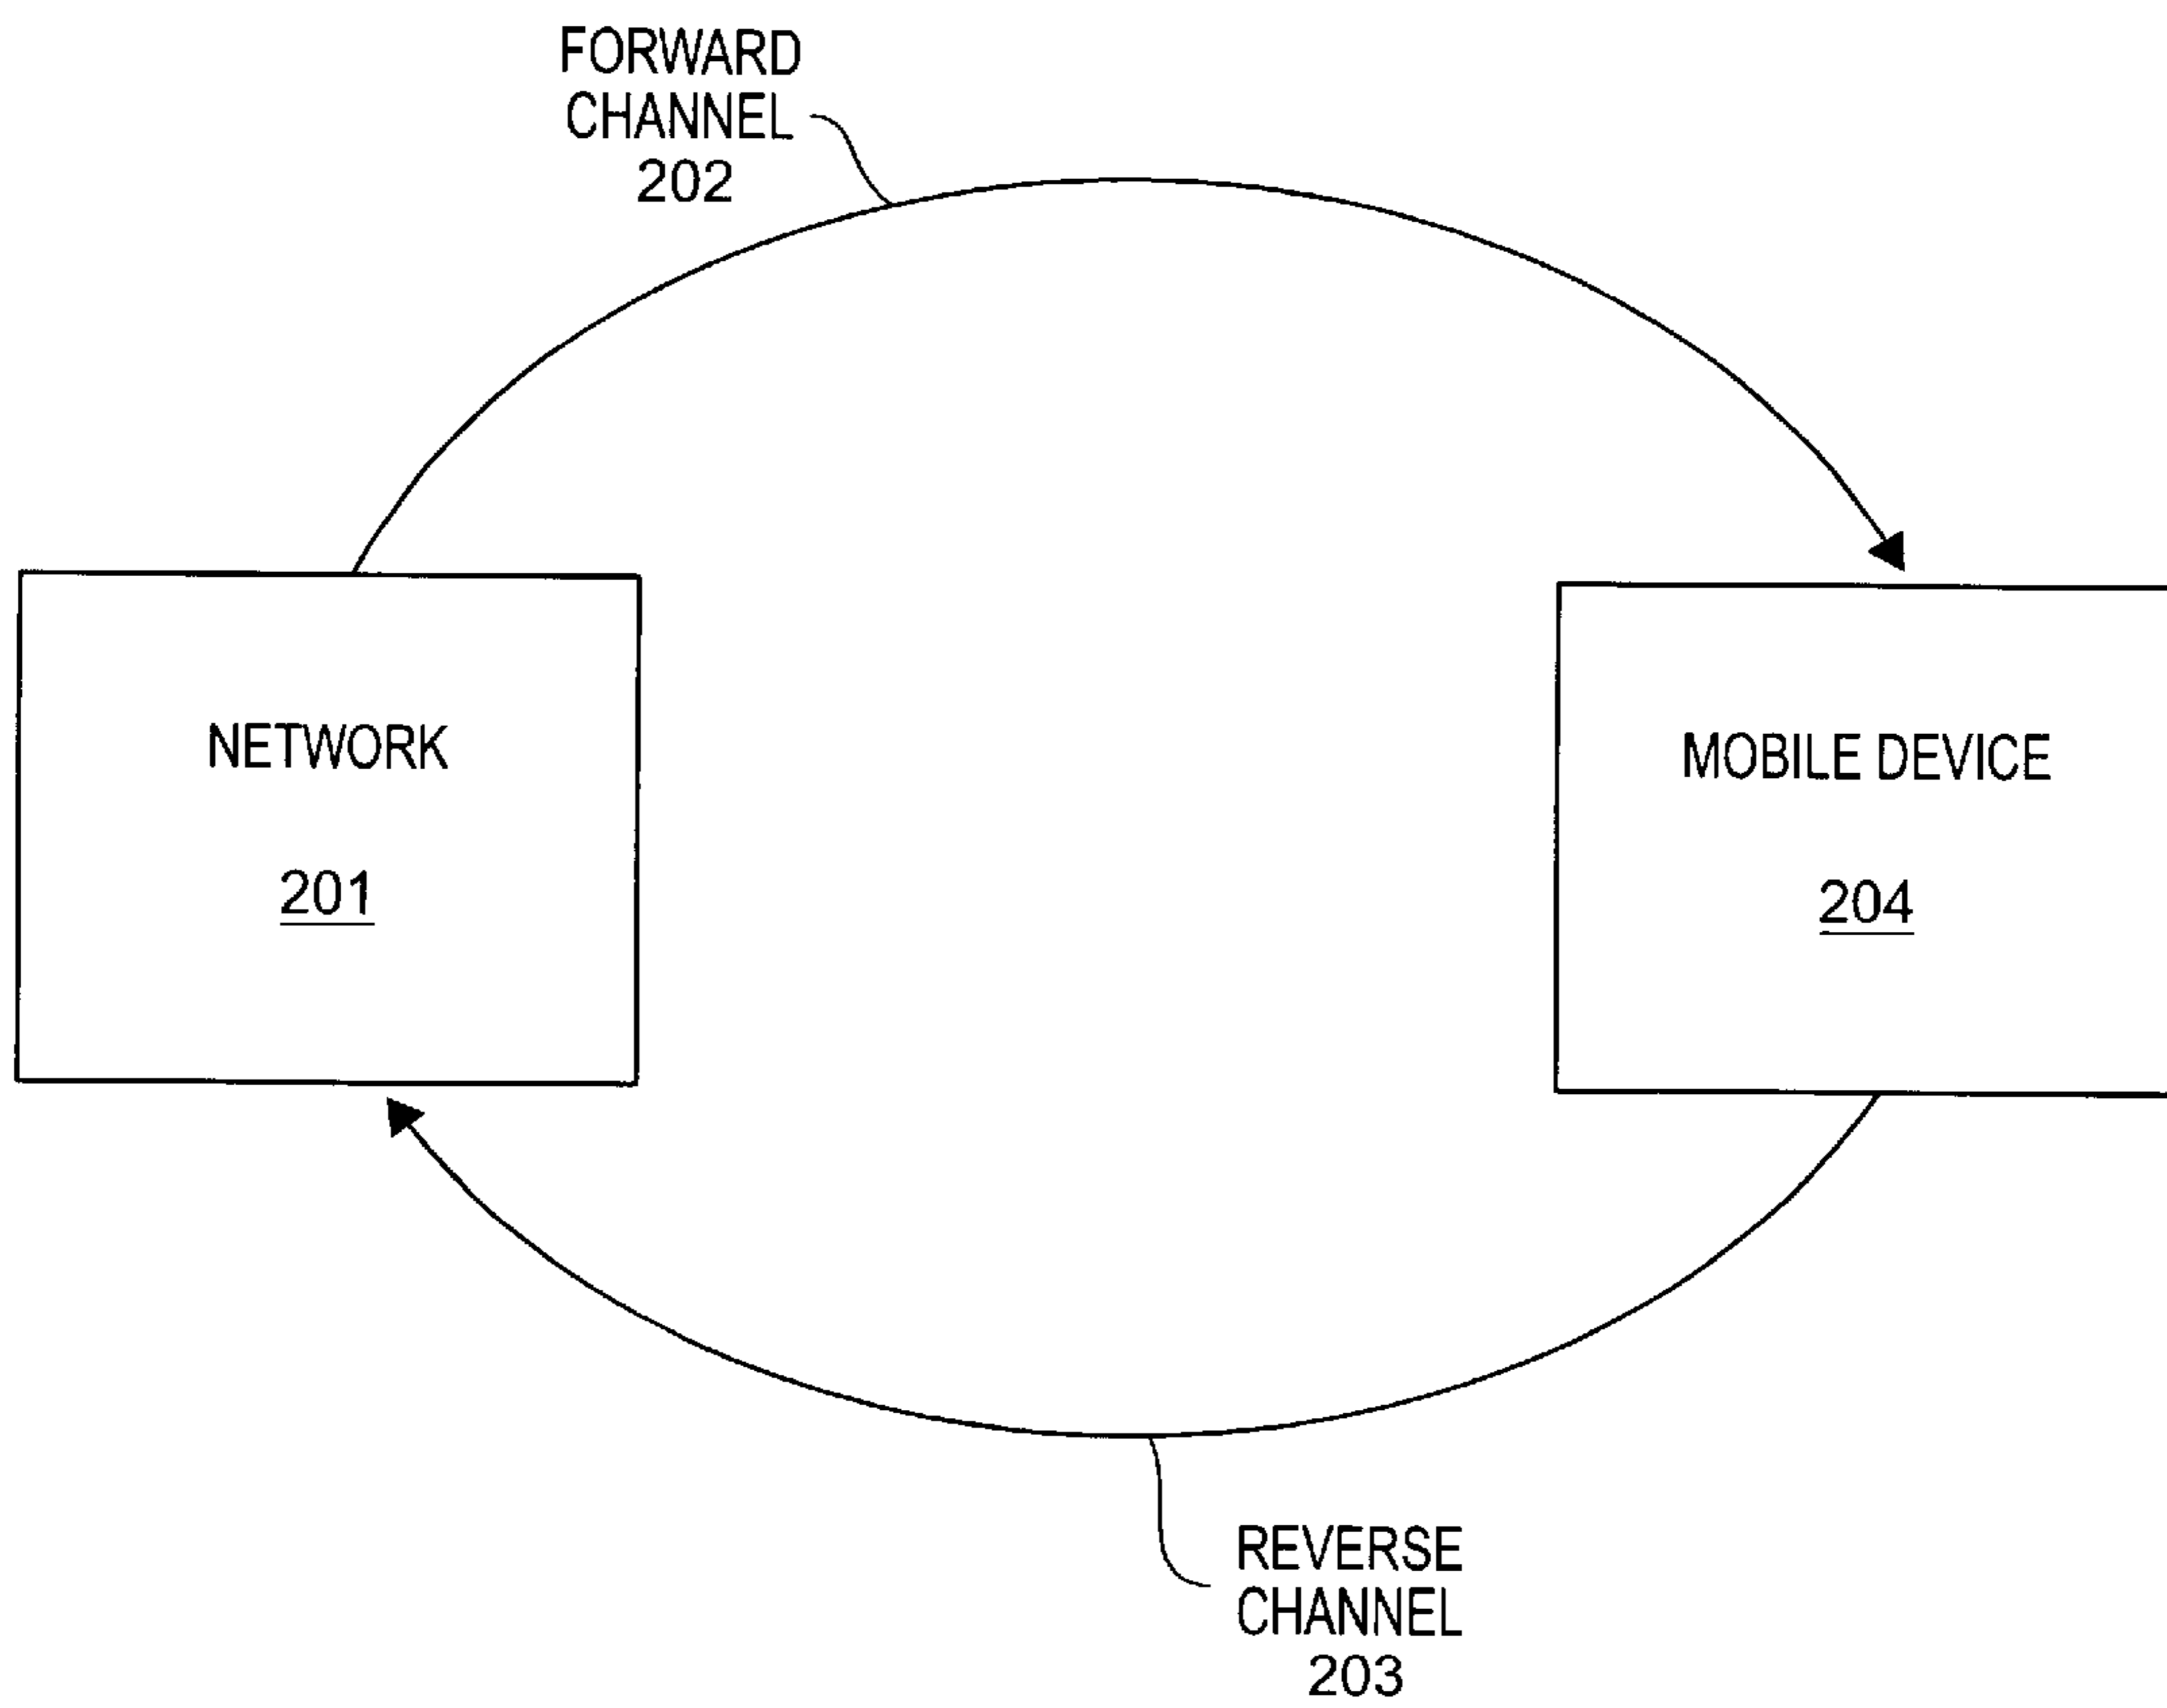 FORWARD
CHANNEL
202
NETWORK
201
MOBILE DEVICE
204
REVERSE
CHANNEL
203